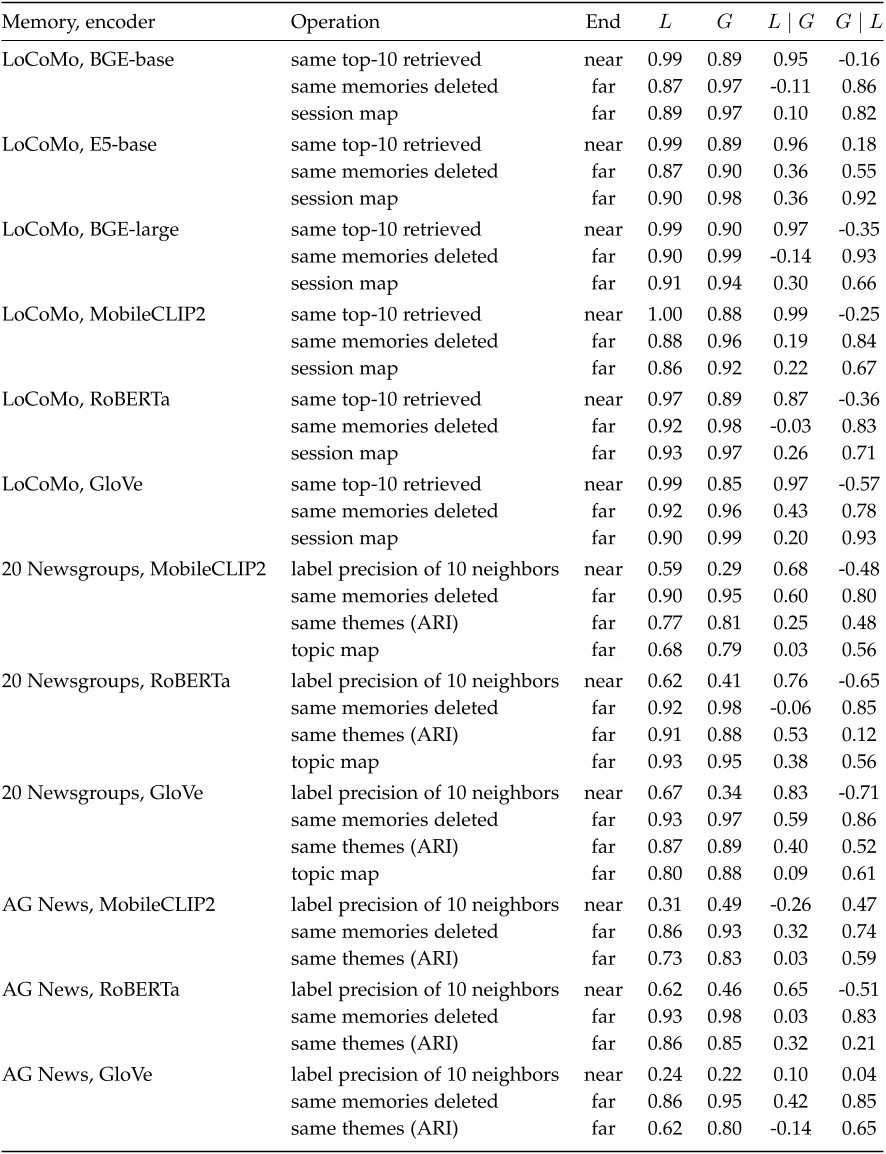 Memory, encoder Operation End L G L | G G | L
LoCoMo, BGE-base same top-10 retrieved near 0.99 0.89 0.95 -0.16
same memories deleted far 0.87 0.97 -0.11 0.86
session map far 0.89 0.97 0.10 0.82
LoCoMo, E5-base same top-10 retrieved near 0.99 0.89 0.96 0.18
same memories deleted far 0.87 0.90 0.36 0.55
session map far 0.90 0.98 0.36 0.92
LoCoMo, BGE-large same top-10 retrieved near 0.99 0.90 0.97 -0.35
same memories deleted far 0.90 0.99 -0.14 0.93
session map far 0.91 0.94 0.30 0.66
LoCoMo, MobileCLIP2 same top-10 retrieved near 1.00 0.88 0.99 -0.25
same memories deleted far 0.88 0.96 0.19 0.84
session map far 0.86 0.92 0.22 0.67
LoCoMo, RoBERTa same top-10 retrieved near 0.97 0.89 0.87 -0.36
same memories deleted far 0.92 0.98 -0.03 0.83
session map far 0.93 0.97 0.26 0.71
LoCoMo, GloVe same top-10 retrieved near 0.99 0.85 0.97 -0.57
same memories deleted far 0.92 0.96 0.43 0.78
session map far 0.90 0.99 0.20 0.93
20 Newsgroups, MobileCLIP2 label precision of 10 neighbors near 0.59 0.29 0.68 -0.48
same memories deleted far 0.90 0.95 0.60 0.80
same themes (ARI) far 0.77 0.81 0.25 0.48
topic map far 0.68 0.79 0.03 0.56
20 Newsgroups, RoBERTa label precision of 10 neighbors near 0.62 0.41 0.76 -0.65
same memories deleted far 0.92 0.98 -0.06 0.85
same themes (ARI) far 0.91 0.88 0.53 0.12
topic map far 0.93 0.95 0.38 0.56
20 Newsgroups, GloVe label precision of 10 neighbors near 0.67 0.34 0.83 -0.71
same memories deleted far 0.93 0.97 0.59 0.86
same themes (ARI) far 0.87 0.89 0.40 0.52
topic map far 0.80 0.88 0.09 0.61
AG News, MobileCLIP2 label precision of 10 neighbors near 0.31 0.49 -0.26 0.47
same memories deleted far 0.86 0.93 0.32 0.74
same themes (ARI) far 0.73 0.83 0.03 0.59
AG News, RoBERTa label precision of 10 neighbors near 0.62 0.46 0.65 -0.51
same memories deleted far 0.93 0.98 0.03 0.83
same themes (ARI) far 0.86 0.85 0.32 0.21
AG News, GloVe label precision of 10 neighbors near 0.24 0.22 0.10 0.04
same memories deleted far 0.86 0.95 0.42 0.85
same themes (ARI) far 0.62 0.80 -0.14 0.65